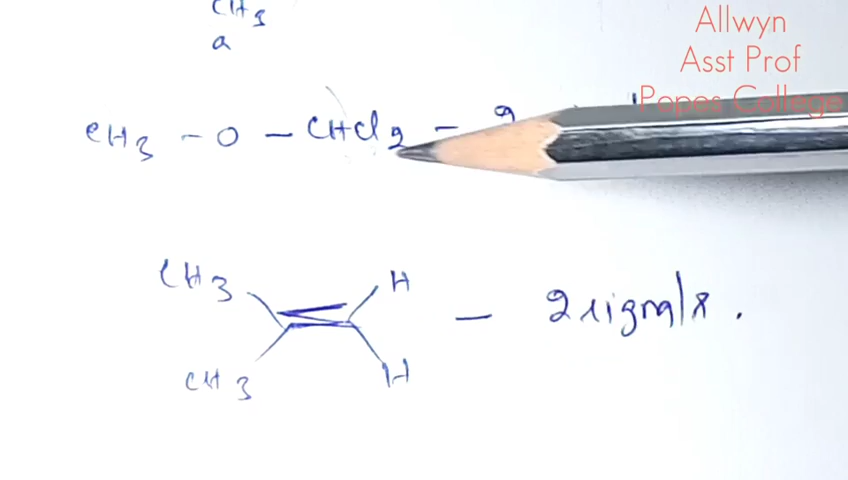 CH3
a
Allwyn
Asst Prof
Popes College
CH3 - O - CHCl2 - 2
CH3
H
- 2 signals.
CH3
H